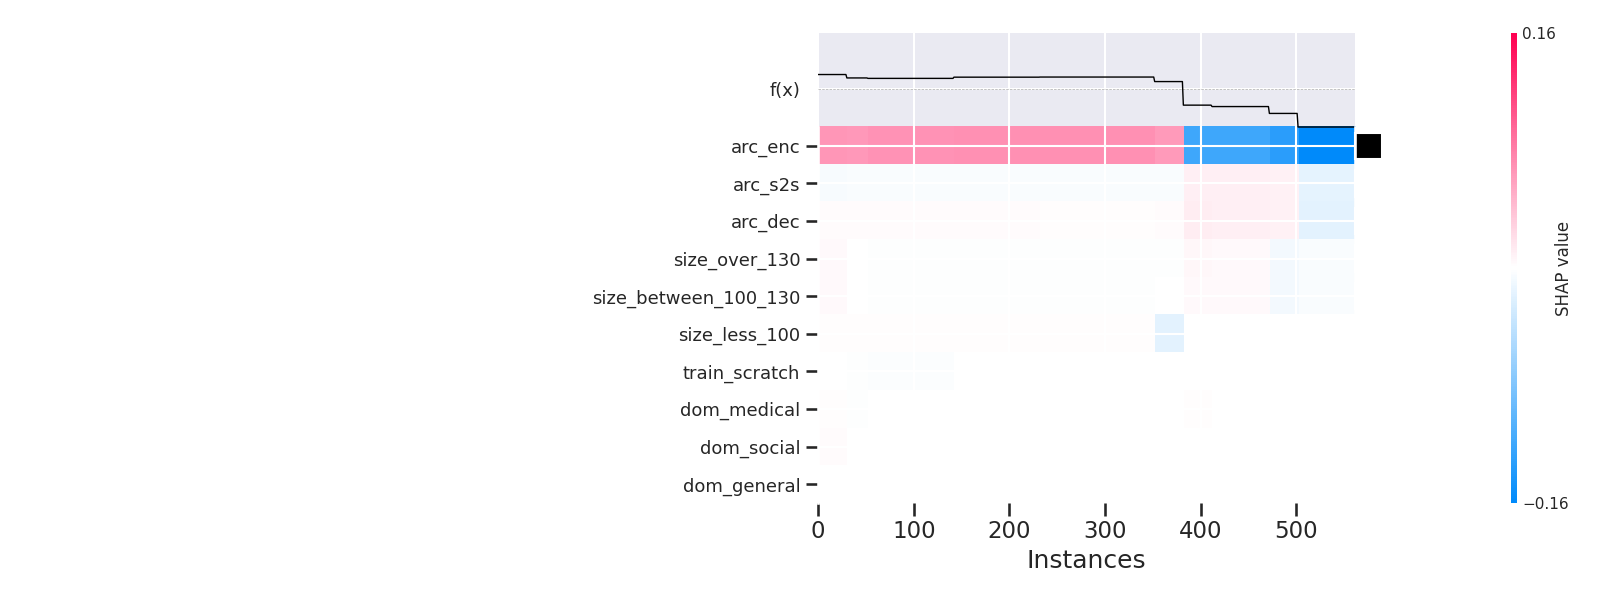 0.16
f(x)
arc_enc
arc_s2s
arc_dec
size_over_130
size_between_100_130
size_less_100
train_scratch
dom_medical
dom_social
dom_general
0 100 200 300 400 500
Instances
SHAP value
−0.16